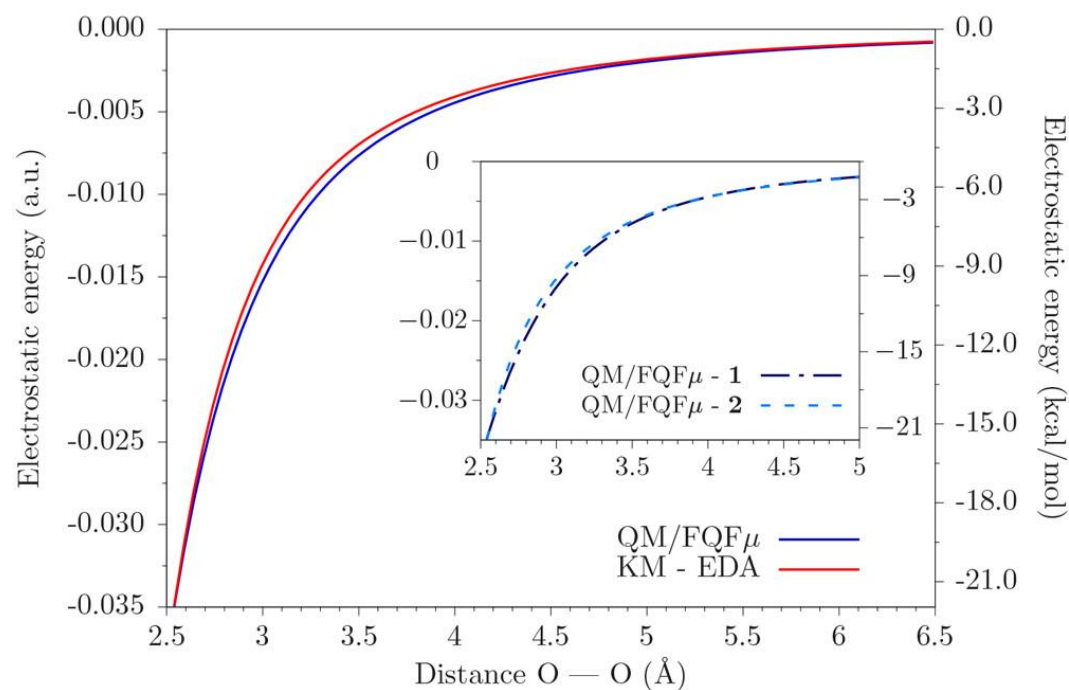 Electrostatic energy (a.u.)
0.000
-0.005
-0.010
-0.015
-0.020
-0.025
-0.030
-0.035
2.5 3 3.5 4 4.5 5 5.5 6 6.5
Distance O — O (Å)
0.0
-3.0
-6.0
-9.0
-12.0
-15.0
-18.0
-21.0
Electrostatic energy (kcal/mol)
0
−0.01
−0.02
−0.03
2.5 3 3.5 4 4.5 5
−3
−9
−15
−21
QM/FQFμ - 1
QM/FQFμ - 2
QM/FQFμ
KM - EDA